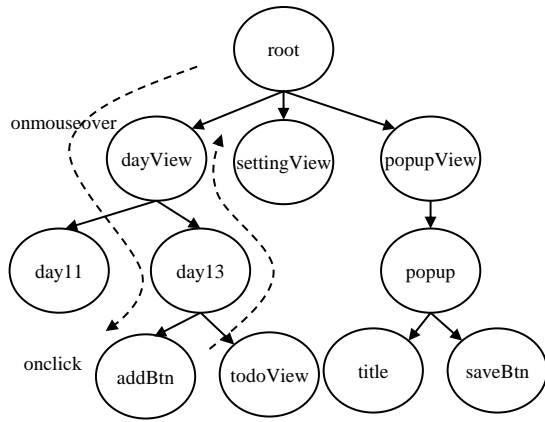 root
onmouseover
dayView
settingView
popupView
day11
day13
popup
onclick
addBtn
todoView
title
saveBtn